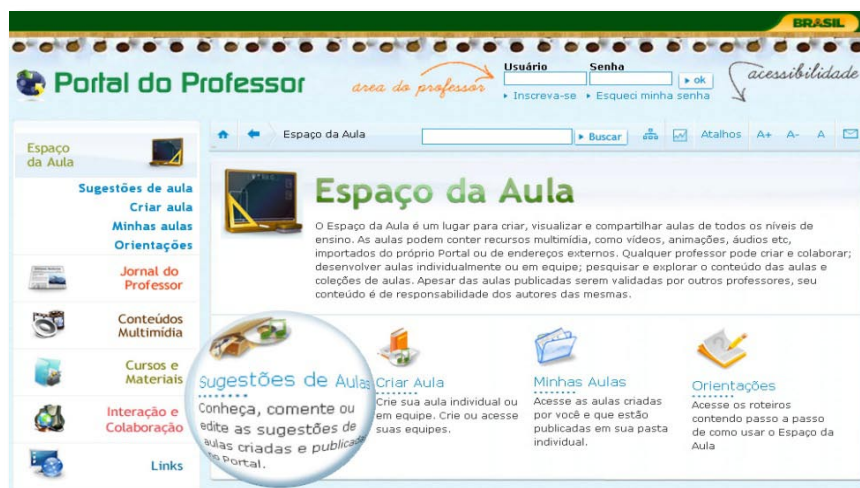 BRASIL
Portal do Professor
área do professor
Usuário Senha
ok
Inscreva-se Esqueci minha senha
acessibilidade
Espaço da Aula
Buscar
Atalhos A+ A- A
Espaço
da Aula
Sugestões de aula
Criar aula
Minhas aulas
Orientações
Jornal do
Professor
Conteúdos
Multimídia
Cursos e
Materiais
Interação e
Colaboração
Links
Espaço da Aula
O Espaço da Aula é um lugar para criar, visualizar e compartilhar aulas de todos os níveis de
ensino. As aulas podem conter recursos multimídia, como vídeos, animações, áudios etc,
importados do próprio Portal ou de endereços externos. Qualquer professor pode criar e colaborar;
desenvolver aulas individualmente ou em equipe; pesquisar e explorar o conteúdo das aulas e
coleções de aulas. Apesar das aulas publicadas serem validadas por outros professores, seu
conteúdo é de responsabilidade dos autores das mesmas.
Sugestões de Aulas
Conheça, comente ou
edite as sugestões de
aulas criadas e publicadas
no Portal.
Criar Aula
Crie sua aula individual ou
em equipe. Crie ou acesse
suas equipes.
Minhas Aulas
Acesse as aulas criadas
por você e que estão
publicadas em sua pasta
individual.
Orientações
Acesse os roteiros
contendo passo a passo
de como usar o Espaço da
Aula